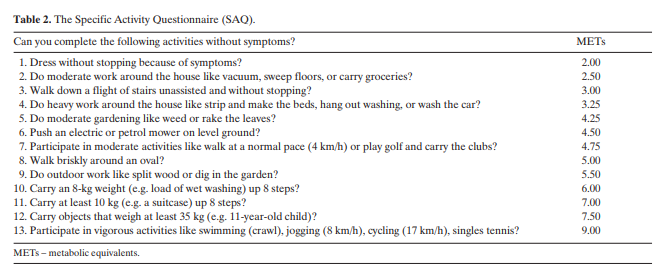 Table 2. The Specific Activity Questionnaire (SAQ).
Can you complete the following activities without symptoms? METs
1. Dress without stopping because of symptoms? 2.00
2. Do moderate work around the house like vacuum, sweep floors, or carry groceries? 2.50
3. Walk down a flight of stairs unassisted and without stopping? 3.00
4. Do heavy work around the house like strip and make the beds, hang out washing, or wash the car? 3.25
5. Do moderate gardening like weed or rake the leaves? 4.25
6. Push an electric or petrol mower on level ground? 4.50
7. Participate in moderate activities like walk at a normal pace (4 km/h) or play golf and carry the clubs? 4.75
8. Walk briskly around an oval? 5.00
9. Do outdoor work like split wood or dig in the garden? 5.50
10. Carry an 8-kg weight (e.g. load of wet washing) up 8 steps? 6.00
11. Carry at least 10 kg (e.g. a suitcase) up 8 steps? 7.00
12. Carry objects that weigh at least 35 kg (e.g. 11-year-old child)? 7.50
13. Participate in vigorous activities like swimming (crawl), jogging (8 km/h), cycling (17 km/h), singles tennis? 9.00
METs – metabolic equivalents.